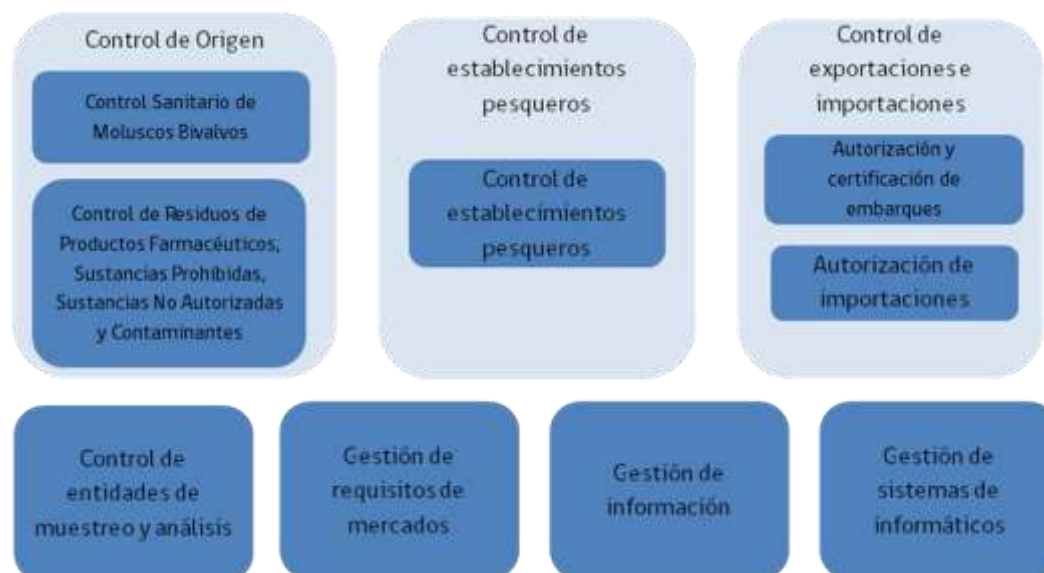 Control de Origen
Control Sanitario de
Moluscos Bivalvos
Control de Residuos de
Productos Farmacéuticos,
Sustancias Prohibidas,
Sustancias No Autorizadas
y Contaminantes
Control de
establecimientos
pesqueros
Control de
establecimientos
pesqueros
Control de
exportaciones e
importaciones
Autorización y
certificación de
embarques
Autorización de
importaciones
Control de
entidades de
muestreo y análisis
Gestión de
requisitos de
mercados
Gestión de
información
Gestión de
sistemas de
informáticos